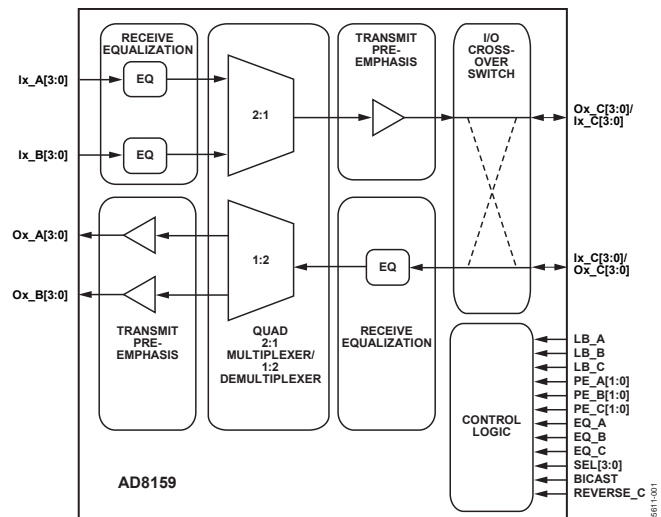 RECEIVE
EQUALIZATION
TRANSMIT
PRE-
EMPHASIS
I/O
CROSS-
OVER
SWITCH
Ix_A[3:0]
EQ
2:1
Ox_C[3:0]/
Ix_C[3:0]
Ix_B[3:0]
EQ
Ox_A[3:0]
1:2
EQ
Ix_C[3:0]/
Ox_C[3:0]
Ox_B[3:0]
TRANSMIT
PRE-
EMPHASIS
QUAD
2:1
MULTIPLEXER/
1:2
DEMULTIPLEXER
RECEIVE
EQUALIZATION
CONTROL
LOGIC
LB_A
LB_B
LB_C
PE_A[1:0]
PE_B[1:0]
PE_C[1:0]
EQ_A
EQ_B
EQ_C
SEL[3:0]
BICAST
REVERSE_C
AD8159
5611-001